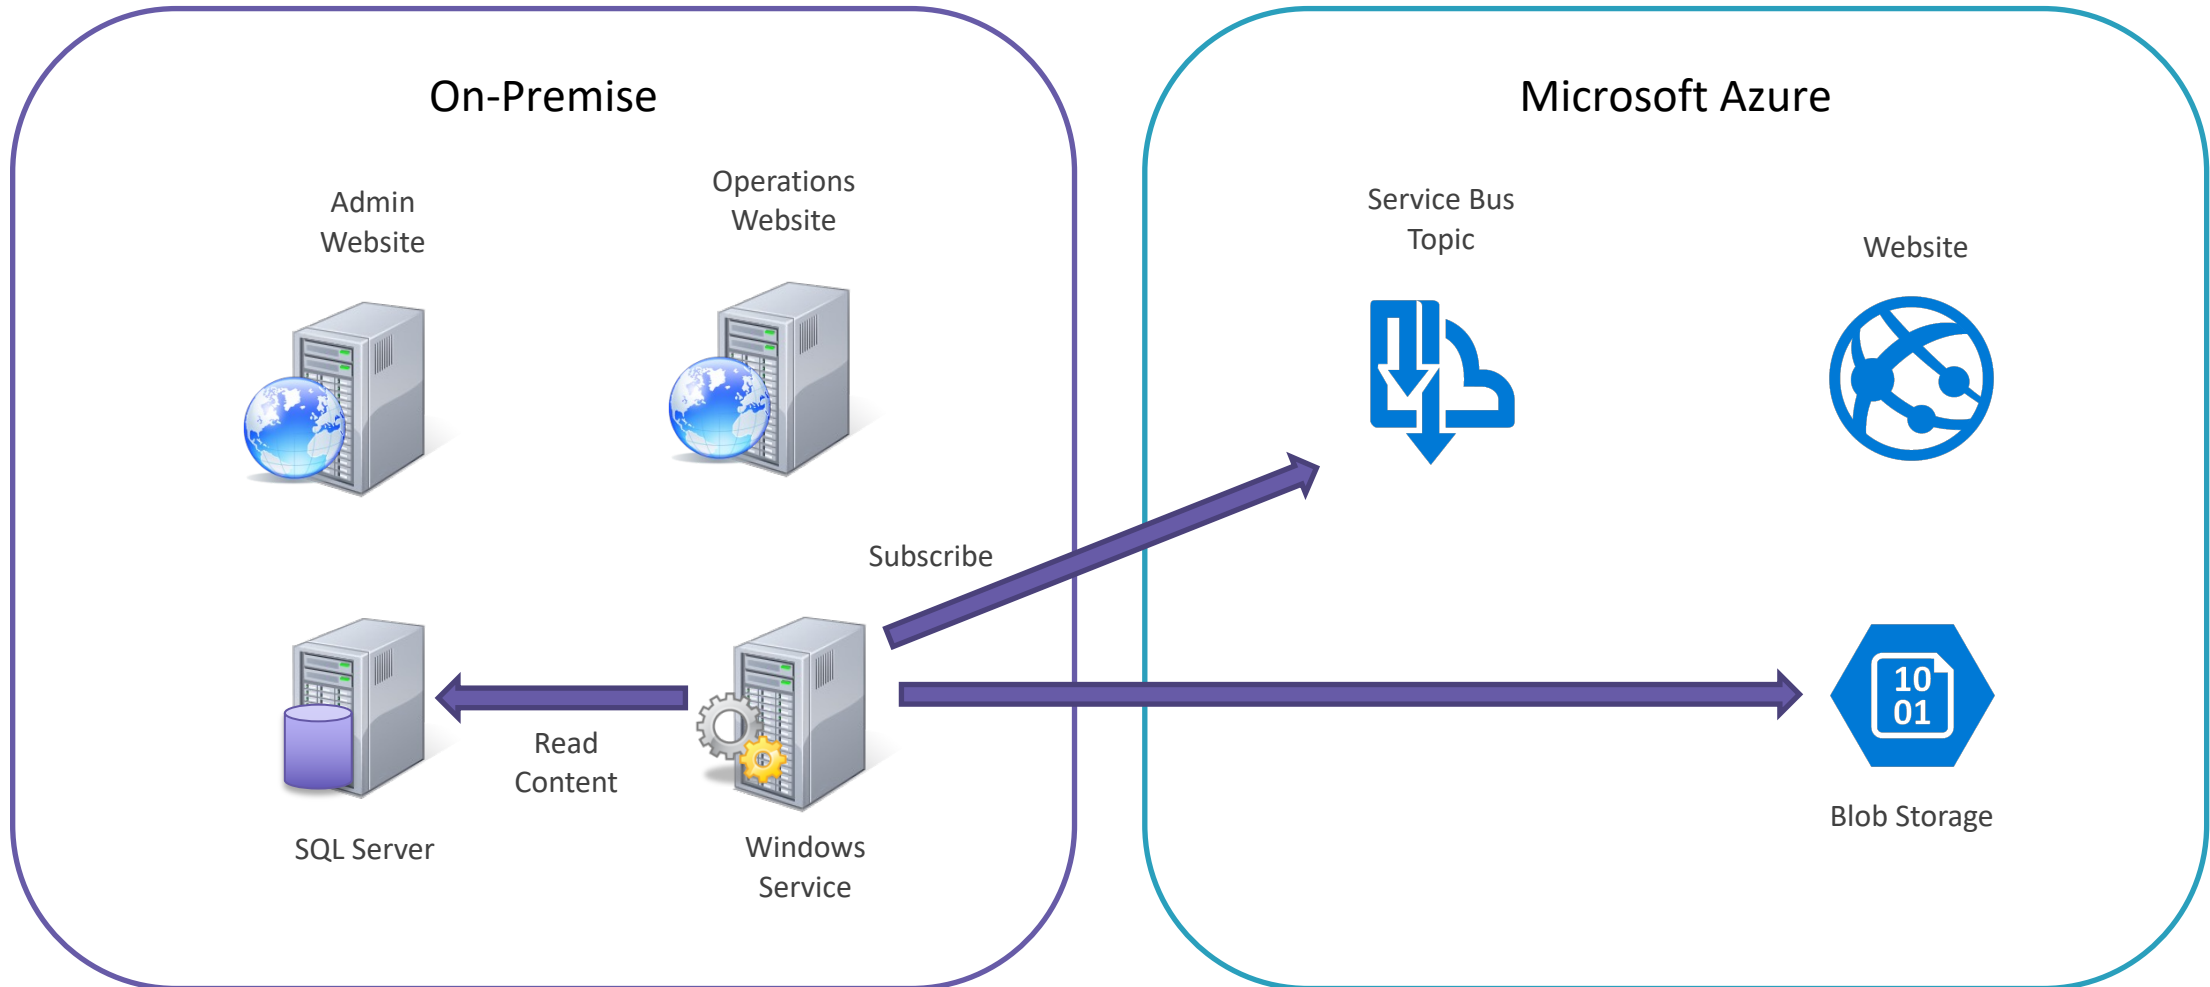 On-Premise
Admin
Website
Operations
Website
Subscribe
Read
Content
SQL Server
Windows
Service
Microsoft Azure
Service Bus
Topic
Website
10
01
Blob Storage